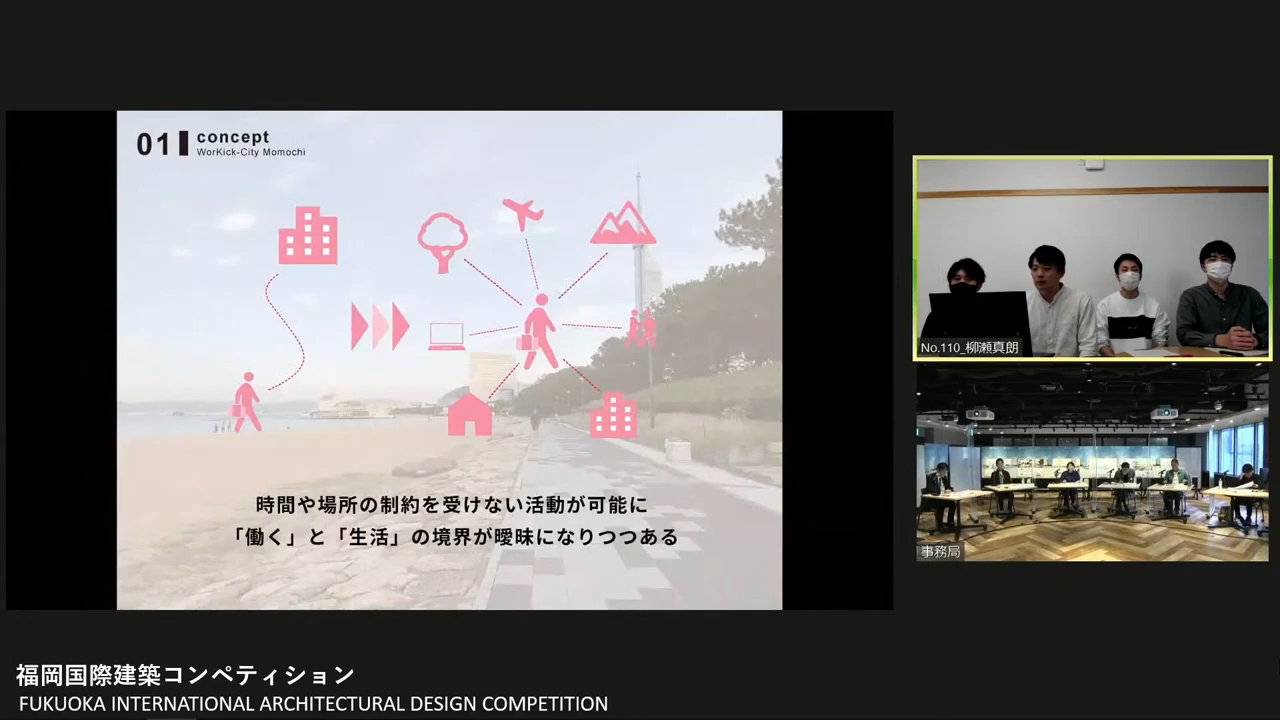 01 concept
WorKick-City Momochi
時間や場所の制約を受けない活動が可能に
「働く」と「生活」の境界が曖昧になりつつある
No.110_柳瀬真朗
事務局
福岡国際建築コンペティション
FUKUOKA INTERNATIONAL ARCHITECTURAL DESIGN COMPETITION